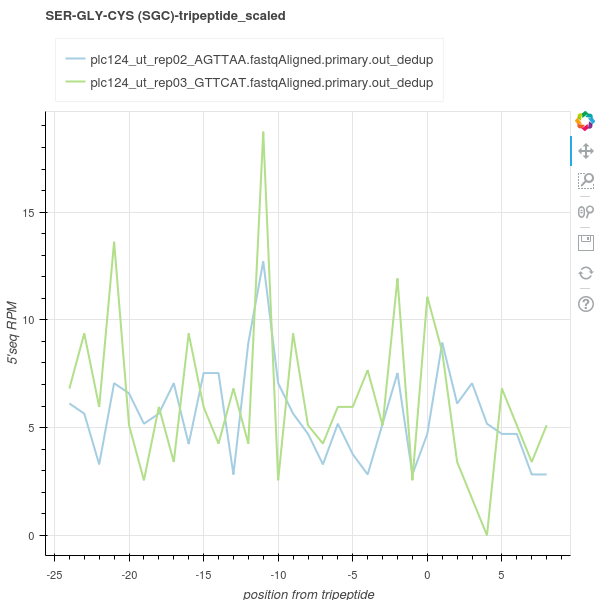 SER-GLY-CYS (SGC)-tripeptide_scaled
plc124_ut_rep02_AGTTAA.fastqAligned.primary.out_dedup
plc124_ut_rep03_GTTCAT.fastqAligned.primary.out_dedup
15
10
5
0
5'seq RPM
-25
-20
-15
-10
-5
0
5
position from tripeptide